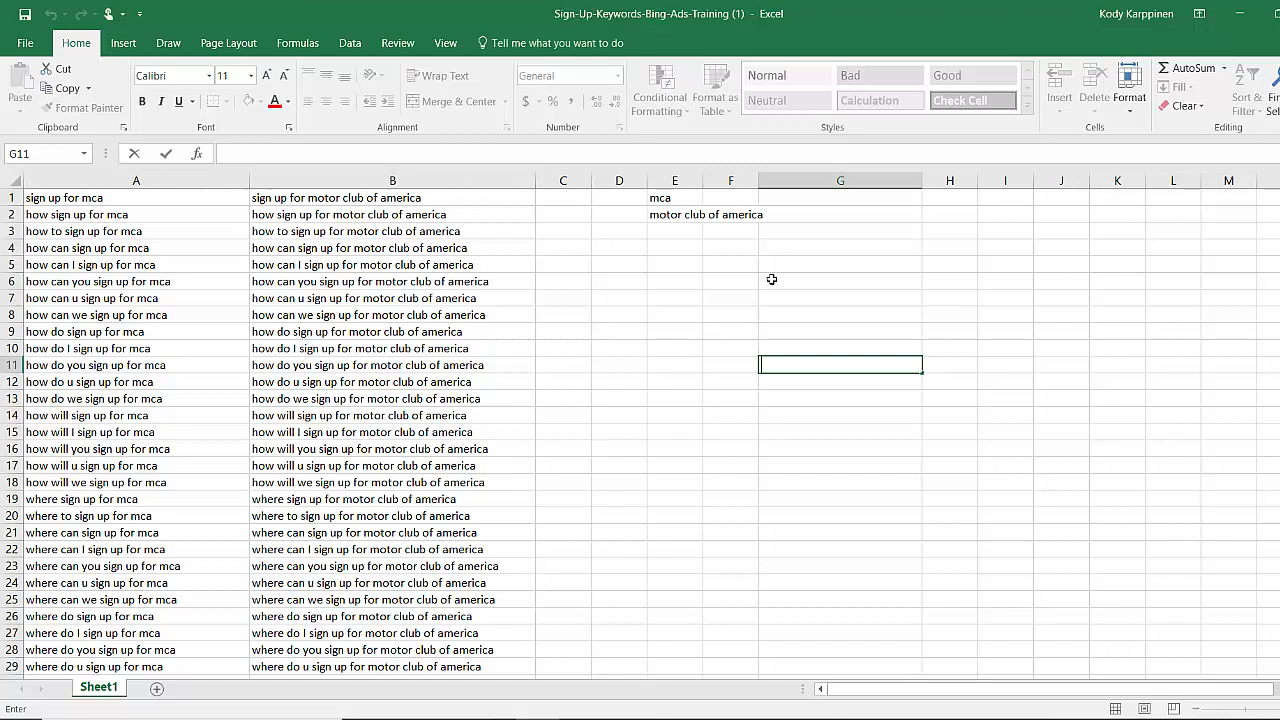 Sign-Up-Keywords-Bing-Ads-Training (1) - Excel
Kody Karppinen
File Home Insert Draw Page Layout Formulas Data Review View Tell me what you want to do
Paste
Cut
Copy
Format Painter
Clipboard
Calibri 11
B I U
Font
Wrap Text
Merge & Center
Alignment
General
$ % ,
Number
Conditional Formatting
Format as Table
Normal Bad Good
Neutral Calculation Check Cell
Styles
Insert Delete Format
Cells
AutoSum
Fill
Clear
Sort & Filter
Editing
G11
fx
A B C D E F G H I J K L M
1 sign up for mca sign up for motor club of america mca
2 how sign up for mca how sign up for motor club of america motor club of america
3 how to sign up for mca how to sign up for motor club of america
4 how can sign up for mca how can sign up for motor club of america
5 how can I sign up for mca how can I sign up for motor club of america
6 how can you sign up for mca how can you sign up for motor club of america
7 how can u sign up for mca how can u sign up for motor club of america
8 how can we sign up for mca how can we sign up for motor club of america
9 how do sign up for mca how do sign up for motor club of america
10 how do I sign up for mca how do I sign up for motor club of america
11 how do you sign up for mca how do you sign up for motor club of america
12 how do u sign up for mca how do u sign up for motor club of america
13 how do we sign up for mca how do we sign up for motor club of america
14 how will sign up for mca how will sign up for motor club of america
15 how will I sign up for mca how will I sign up for motor club of america
16 how will you sign up for mca how will you sign up for motor club of america
17 how will u sign up for mca how will u sign up for motor club of america
18 how will we sign up for mca how will we sign up for motor club of america
19 where sign up for mca where sign up for motor club of america
20 where to sign up for mca where to sign up for motor club of america
21 where can sign up for mca where can sign up for motor club of america
22 where can I sign up for mca where can I sign up for motor club of america
23 where can you sign up for mca where can you sign up for motor club of america
24 where can u sign up for mca where can u sign up for motor club of america
25 where can we sign up for mca where can we sign up for motor club of america
26 where do sign up for mca where do sign up for motor club of america
27 where do I sign up for mca where do I sign up for motor club of america
28 where do you sign up for mca where do you sign up for motor club of america
29 where do u sign up for mca where do u sign up for motor club of america
Sheet1
Enter